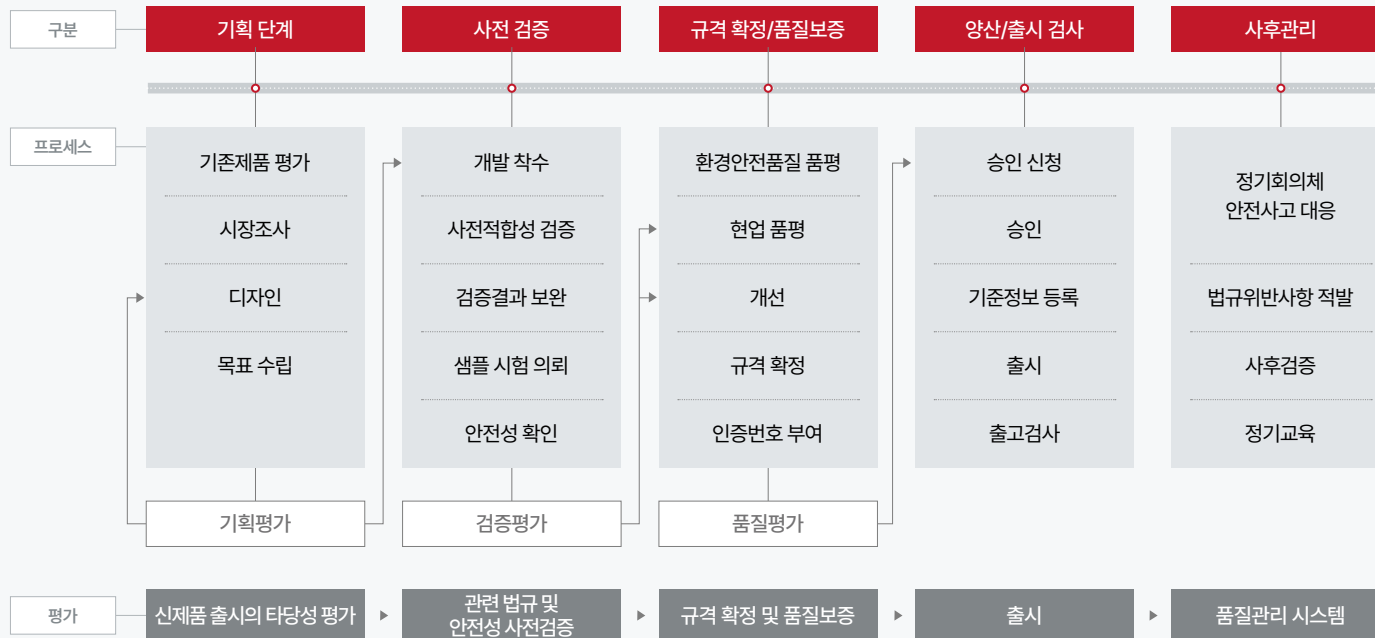 구분
기획 단계
사전 검증
규격 확정/품질보증
양산/출시 검사
사후관리
프로세스
기존제품 평가
시장조사
디자인
목표 수립
기획평가
개발 착수
사전적합성 검증
검증결과 보완
샘플 시험 의뢰
안전성 확인
검증평가
환경안전품질 품평
현업 품평
개선
규격 확정
인증번호 부여
품질평가
승인 신청
승인
기준정보 등록
출시
출고검사
정기회의체
안전사고 대응
법규위반사항 적발
사후검증
정기교육
평가
신제품 출시의 타당성 평가
관련 법규 및
안전성 사전검증
규격 확정 및 품질보증
출시
품질관리 시스템